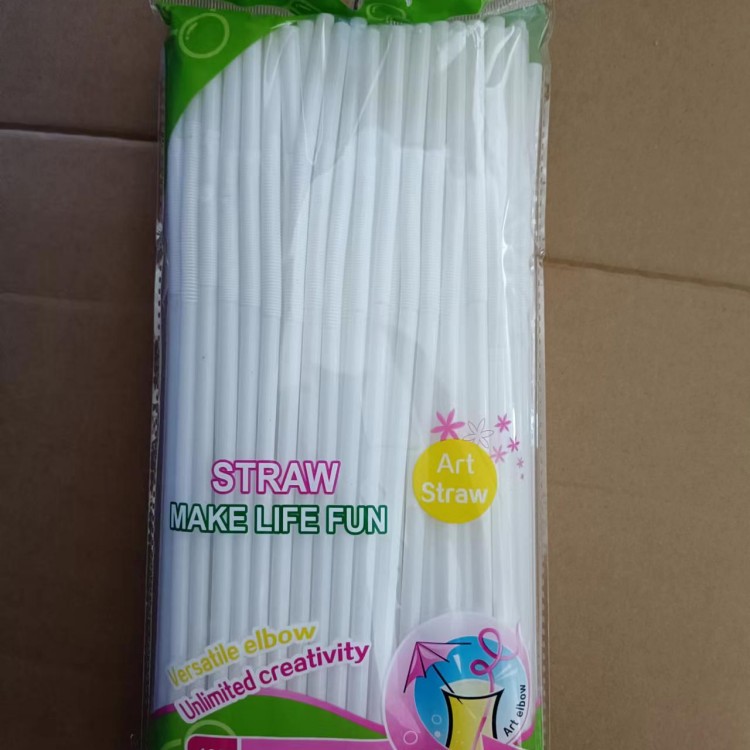 STRAW
MAKE LIFE FUN
Art
Straw
Versatile elbow
Unlimited creativity
Art elbow